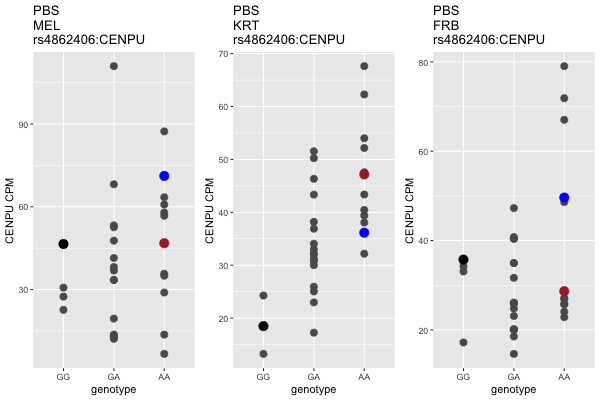 PBS
MEL
rs4862406:CENPU
CENPU CPM
90
60
30
GG
GA
AA
genotype
PBS
KRT
rs4862406:CENPU
CENPU CPM
70
60
50
40
30
20
GG
GA
AA
genotype
PBS
FRB
rs4862406:CENPU
CENPU CPM
80
60
40
20
GG
GA
AA
genotype